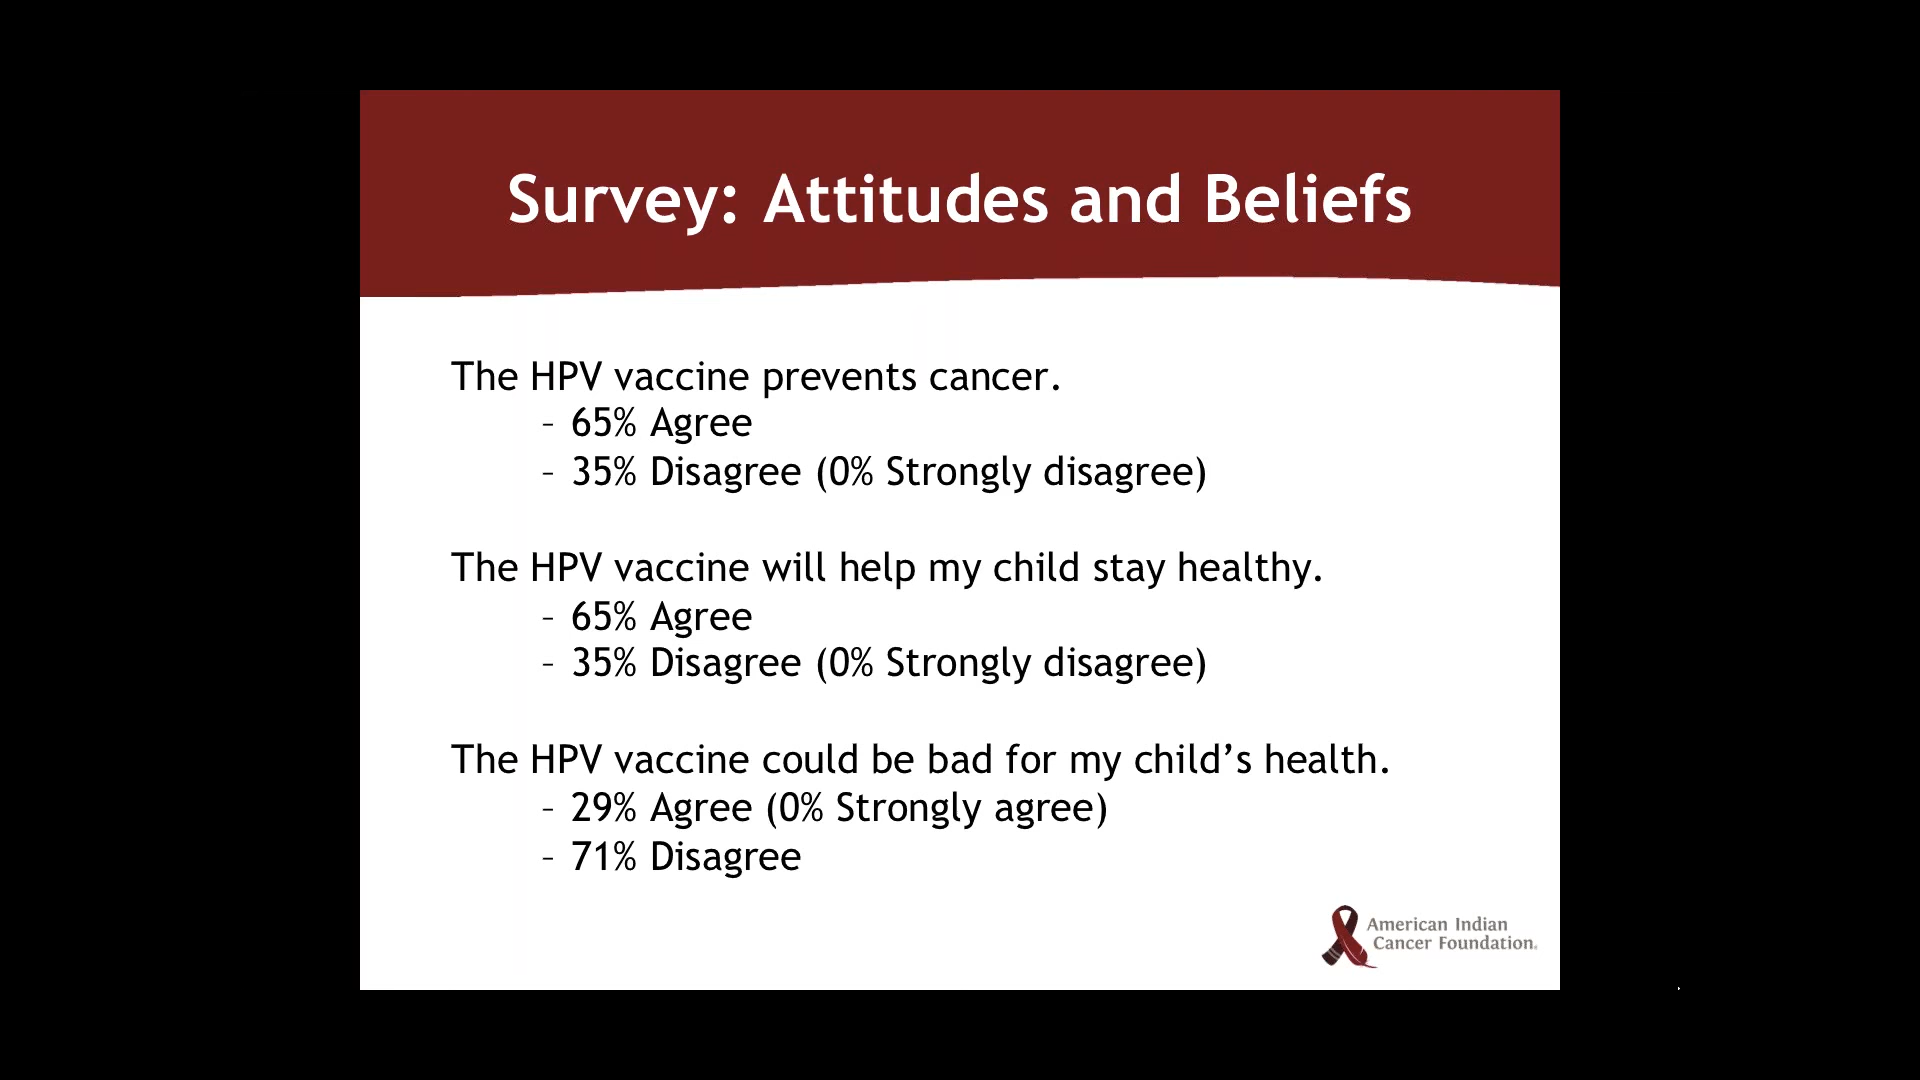 Survey: Attitudes and Beliefs
The HPV vaccine prevents cancer.
– 65% Agree
– 35% Disagree (0% Strongly disagree)
The HPV vaccine will help my child stay healthy.
– 65% Agree
– 35% Disagree (0% Strongly disagree)
The HPV vaccine could be bad for my child’s health.
– 29% Agree (0% Strongly agree)
– 71% Disagree
American Indian
Cancer Foundation.